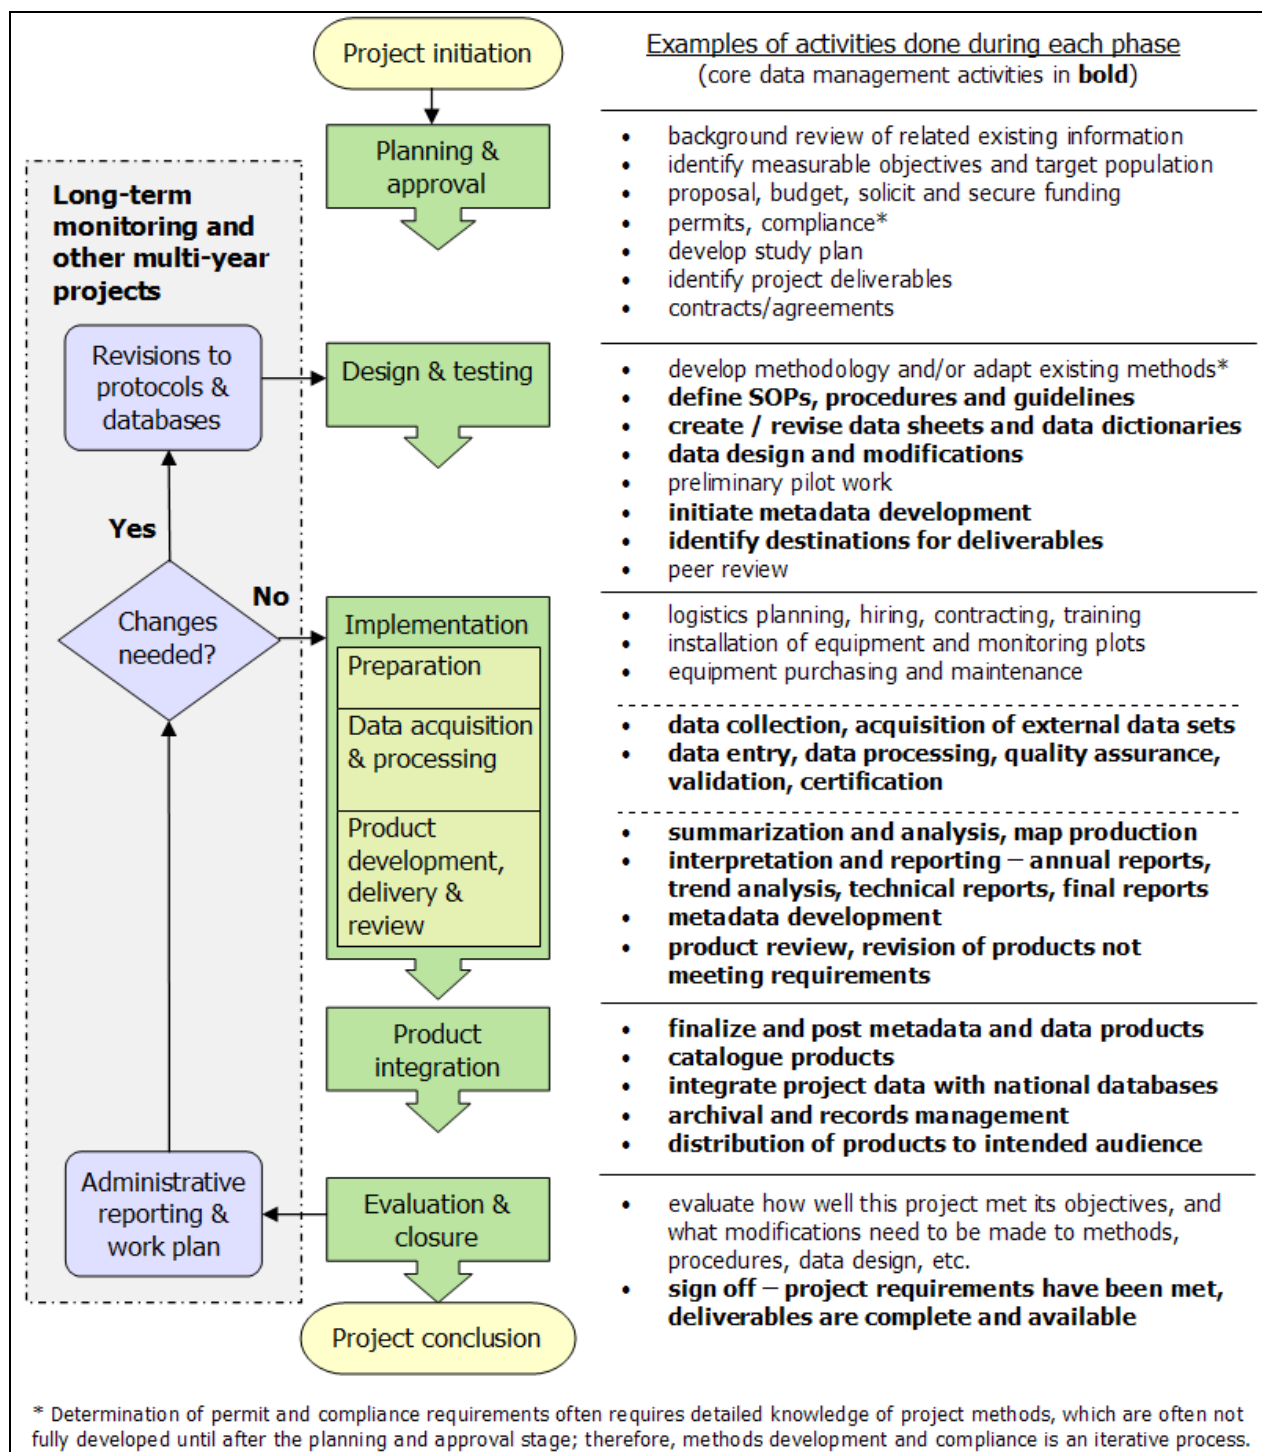 Project initiation
Examples of activities done during each phase
(core data management activities in bold)
Planning &
approval
• background review of related existing information
• identify measurable objectives and target population
• proposal, budget, solicit and secure funding
• permits, compliance*
• develop study plan
• identify project deliverables
• contracts/agreements
Long-term
monitoring and
other multi-year
projects
Revisions to
protocols &
databases
Design & testing
• develop methodology and/or adapt existing methods*
• define SOPs, procedures and guidelines
• create / revise data sheets and data dictionaries
• data design and modifications
• preliminary pilot work
• initiate metadata development
• identify destinations for deliverables
• peer review
Yes
No
Changes
needed?
Implementation
Preparation
• logistics planning, hiring, contracting, training
• installation of equipment and monitoring plots
• equipment purchasing and maintenance
Data acquisition
& processing
• data collection, acquisition of external data sets
• data entry, data processing, quality assurance,
validation, certification
Product
development,
delivery &
review
• summarization and analysis, map production
• interpretation and reporting – annual reports,
trend analysis, technical reports, final reports
• metadata development
• product review, revision of products not
meeting requirements
Product
integration
• finalize and post metadata and data products
• catalogue products
• integrate project data with national databases
• archival and records management
• distribution of products to intended audience
Administrative
reporting &
work plan
Evaluation &
closure
• evaluate how well this project met its objectives, and
what modifications need to be made to methods,
procedures, data design, etc.
• sign off – project requirements have been met,
deliverables are complete and available
Project conclusion
* Determination of permit and compliance requirements often requires detailed knowledge of project methods, which are often not
fully developed until after the planning and approval stage; therefore, methods development and compliance is an iterative process.